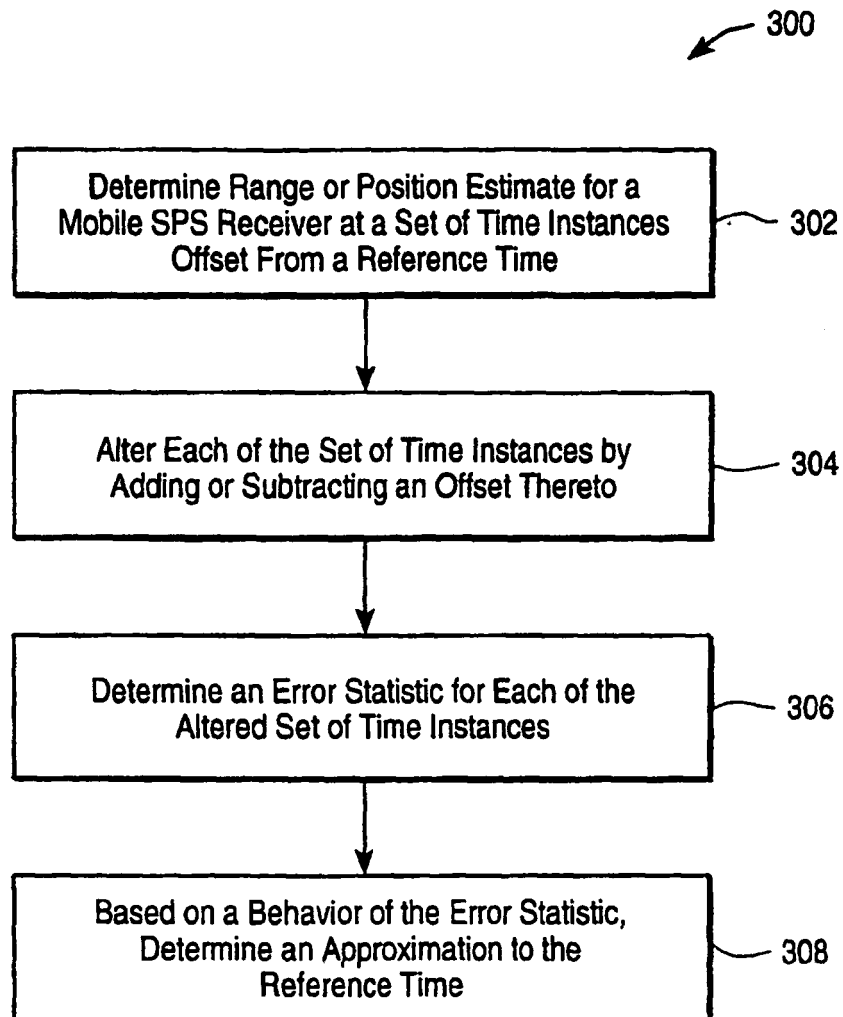 300
Determine Range or Position Estimate for a
Mobile SPS Receiver at a Set of Time Instances
Offset From a Reference Time
302
Alter Each of the Set of Time Instances by
Adding or Subtracting an Offset Thereto
304
Determine an Error Statistic for Each of the
Altered Set of Time Instances
306
Based on a Behavior of the Error Statistic,
Determine an Approximation to the
Reference Time
308